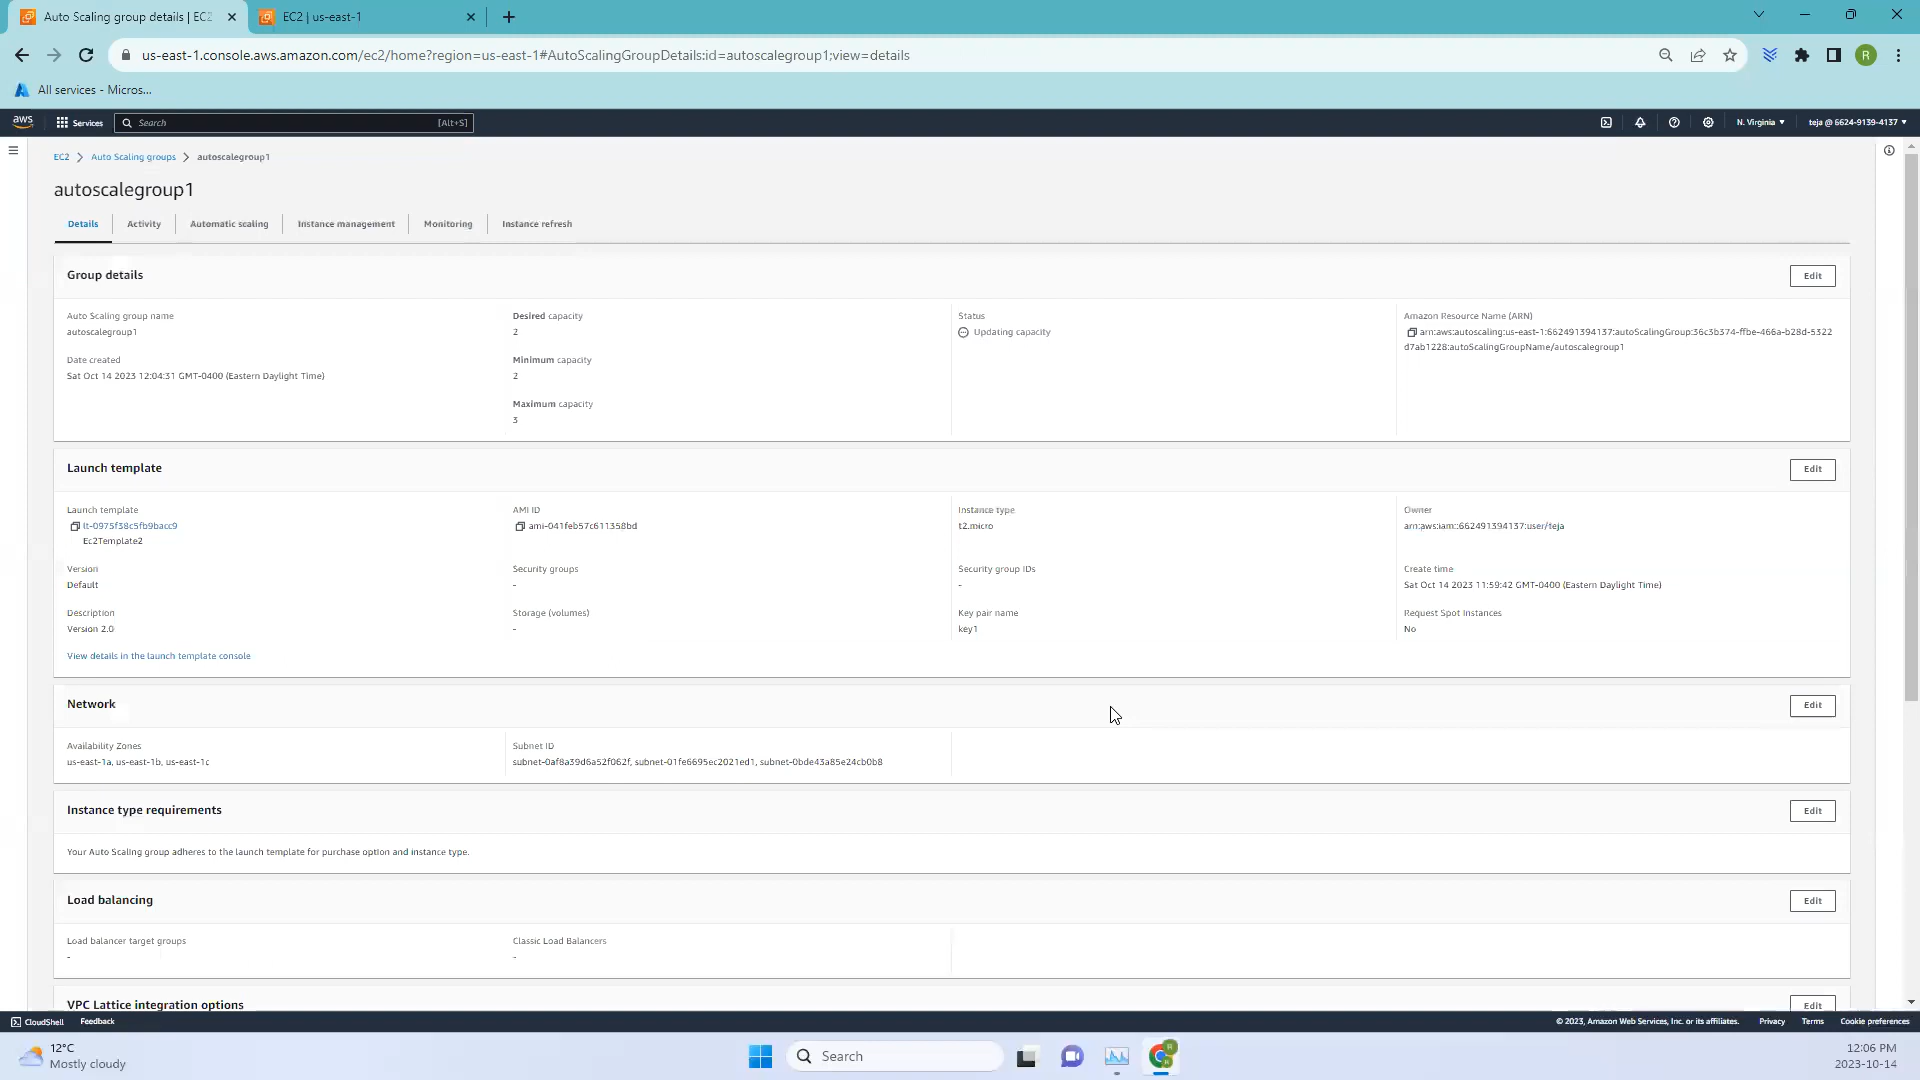 Auto Scaling group details | EC2
EC2 | us-east-1
us-east-1.console.aws.amazon.com/ec2/home?region=us-east-1#AutoScalingGroupDetails:id=autoscalegroup1;view=details
R
All services - Micros...
aws Services Search [Alt+S] N. Virginia teja @ 6624-9139-4137
EC2 Auto Scaling groups autoscalegroup1
autoscalegroup1
Details Activity Automatic scaling Instance management Monitoring Instance refresh
Group details Edit
Auto Scaling group name Desired capacity Status Amazon Resource Name (ARN)
autoscalegroup1 2 Updating capacity arn:aws:autoscaling:us-east-1:662491394137:autoScalingGroup:36c3b374-ffbe-466a-b28d-5322
d7ab1228:autoScalingGroupName/autoscalegroup1
Date created Minimum capacity
Sat Oct 14 2023 12:04:31 GMT-0400 (Eastern Daylight Time) 2
Maximum capacity
3
Launch template Edit
Launch template AMI ID Instance type Owner
lt-0975f38c5fb9bacc9 ami-041feb57c611358bd t2.micro arn:aws:iam::662491394137:user/teja
Ec2Template2
Version Security groups Security group IDs Create time
Default - - Sat Oct 14 2023 11:59:42 GMT-0400 (Eastern Daylight Time)
Description Storage (volumes) Key pair name Request Spot Instances
Version 2.0 - key1 No
View details in the launch template console
Network Edit
Availability Zones Subnet ID
us-east-1a, us-east-1b, us-east-1c subnet-0af8a39d6a52f062f, subnet-01fe6695ec2021ed1, subnet-0bde43a85e24cb0b8
Instance type requirements Edit
Your Auto Scaling group adheres to the launch template for purchase option and instance type.
Load balancing Edit
Load balancer target groups Classic Load Balancers
- -
VPC Lattice integration options Edit
CloudShell Feedback © 2023, Amazon Web Services, Inc. or its affiliates. Privacy Terms Cookie preferences
12°C
Mostly cloudy
Search
12:06 PM
2023-10-14